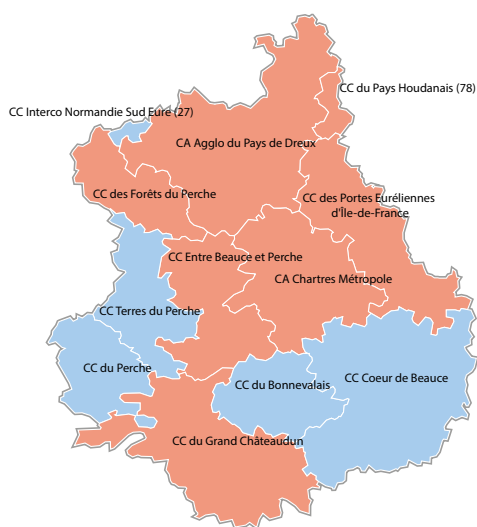 CC du Pays Houdanais (78)
CC Interco Normandie Sud Eure (27)
CA Agglo du Pays de Dreux
CC des Forêts du Perche
CC des Portes Euréliennes
d'Île-de-France
CC Entre Beauce et Perche
CA Chartres Métropole
CC Terres du Perche
CC du Perche
CC du Bonnevalais
CC Coeur de Beauce
CC du Grand Châteaudun